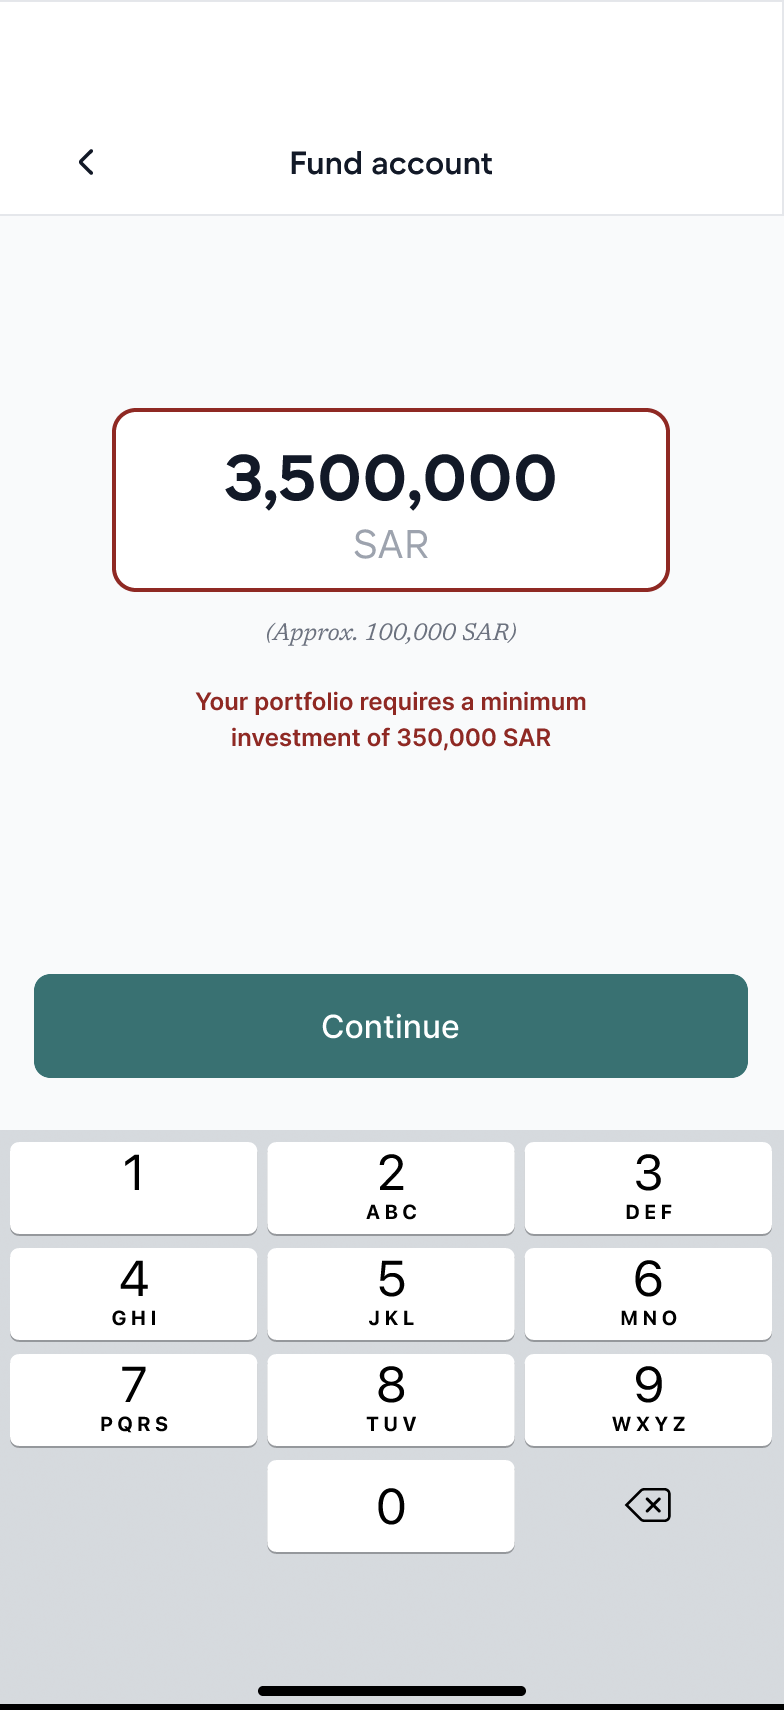 Fund account
3,500,000
SAR
(Approx. 100,000 SAR)
Your portfolio requires a minimum
investment of 350,000 SAR
Continue
1
2
ABC
3
DEF
4
GHI
5
JKL
6
MNO
7
PQRS
8
TUV
9
WXYZ
0